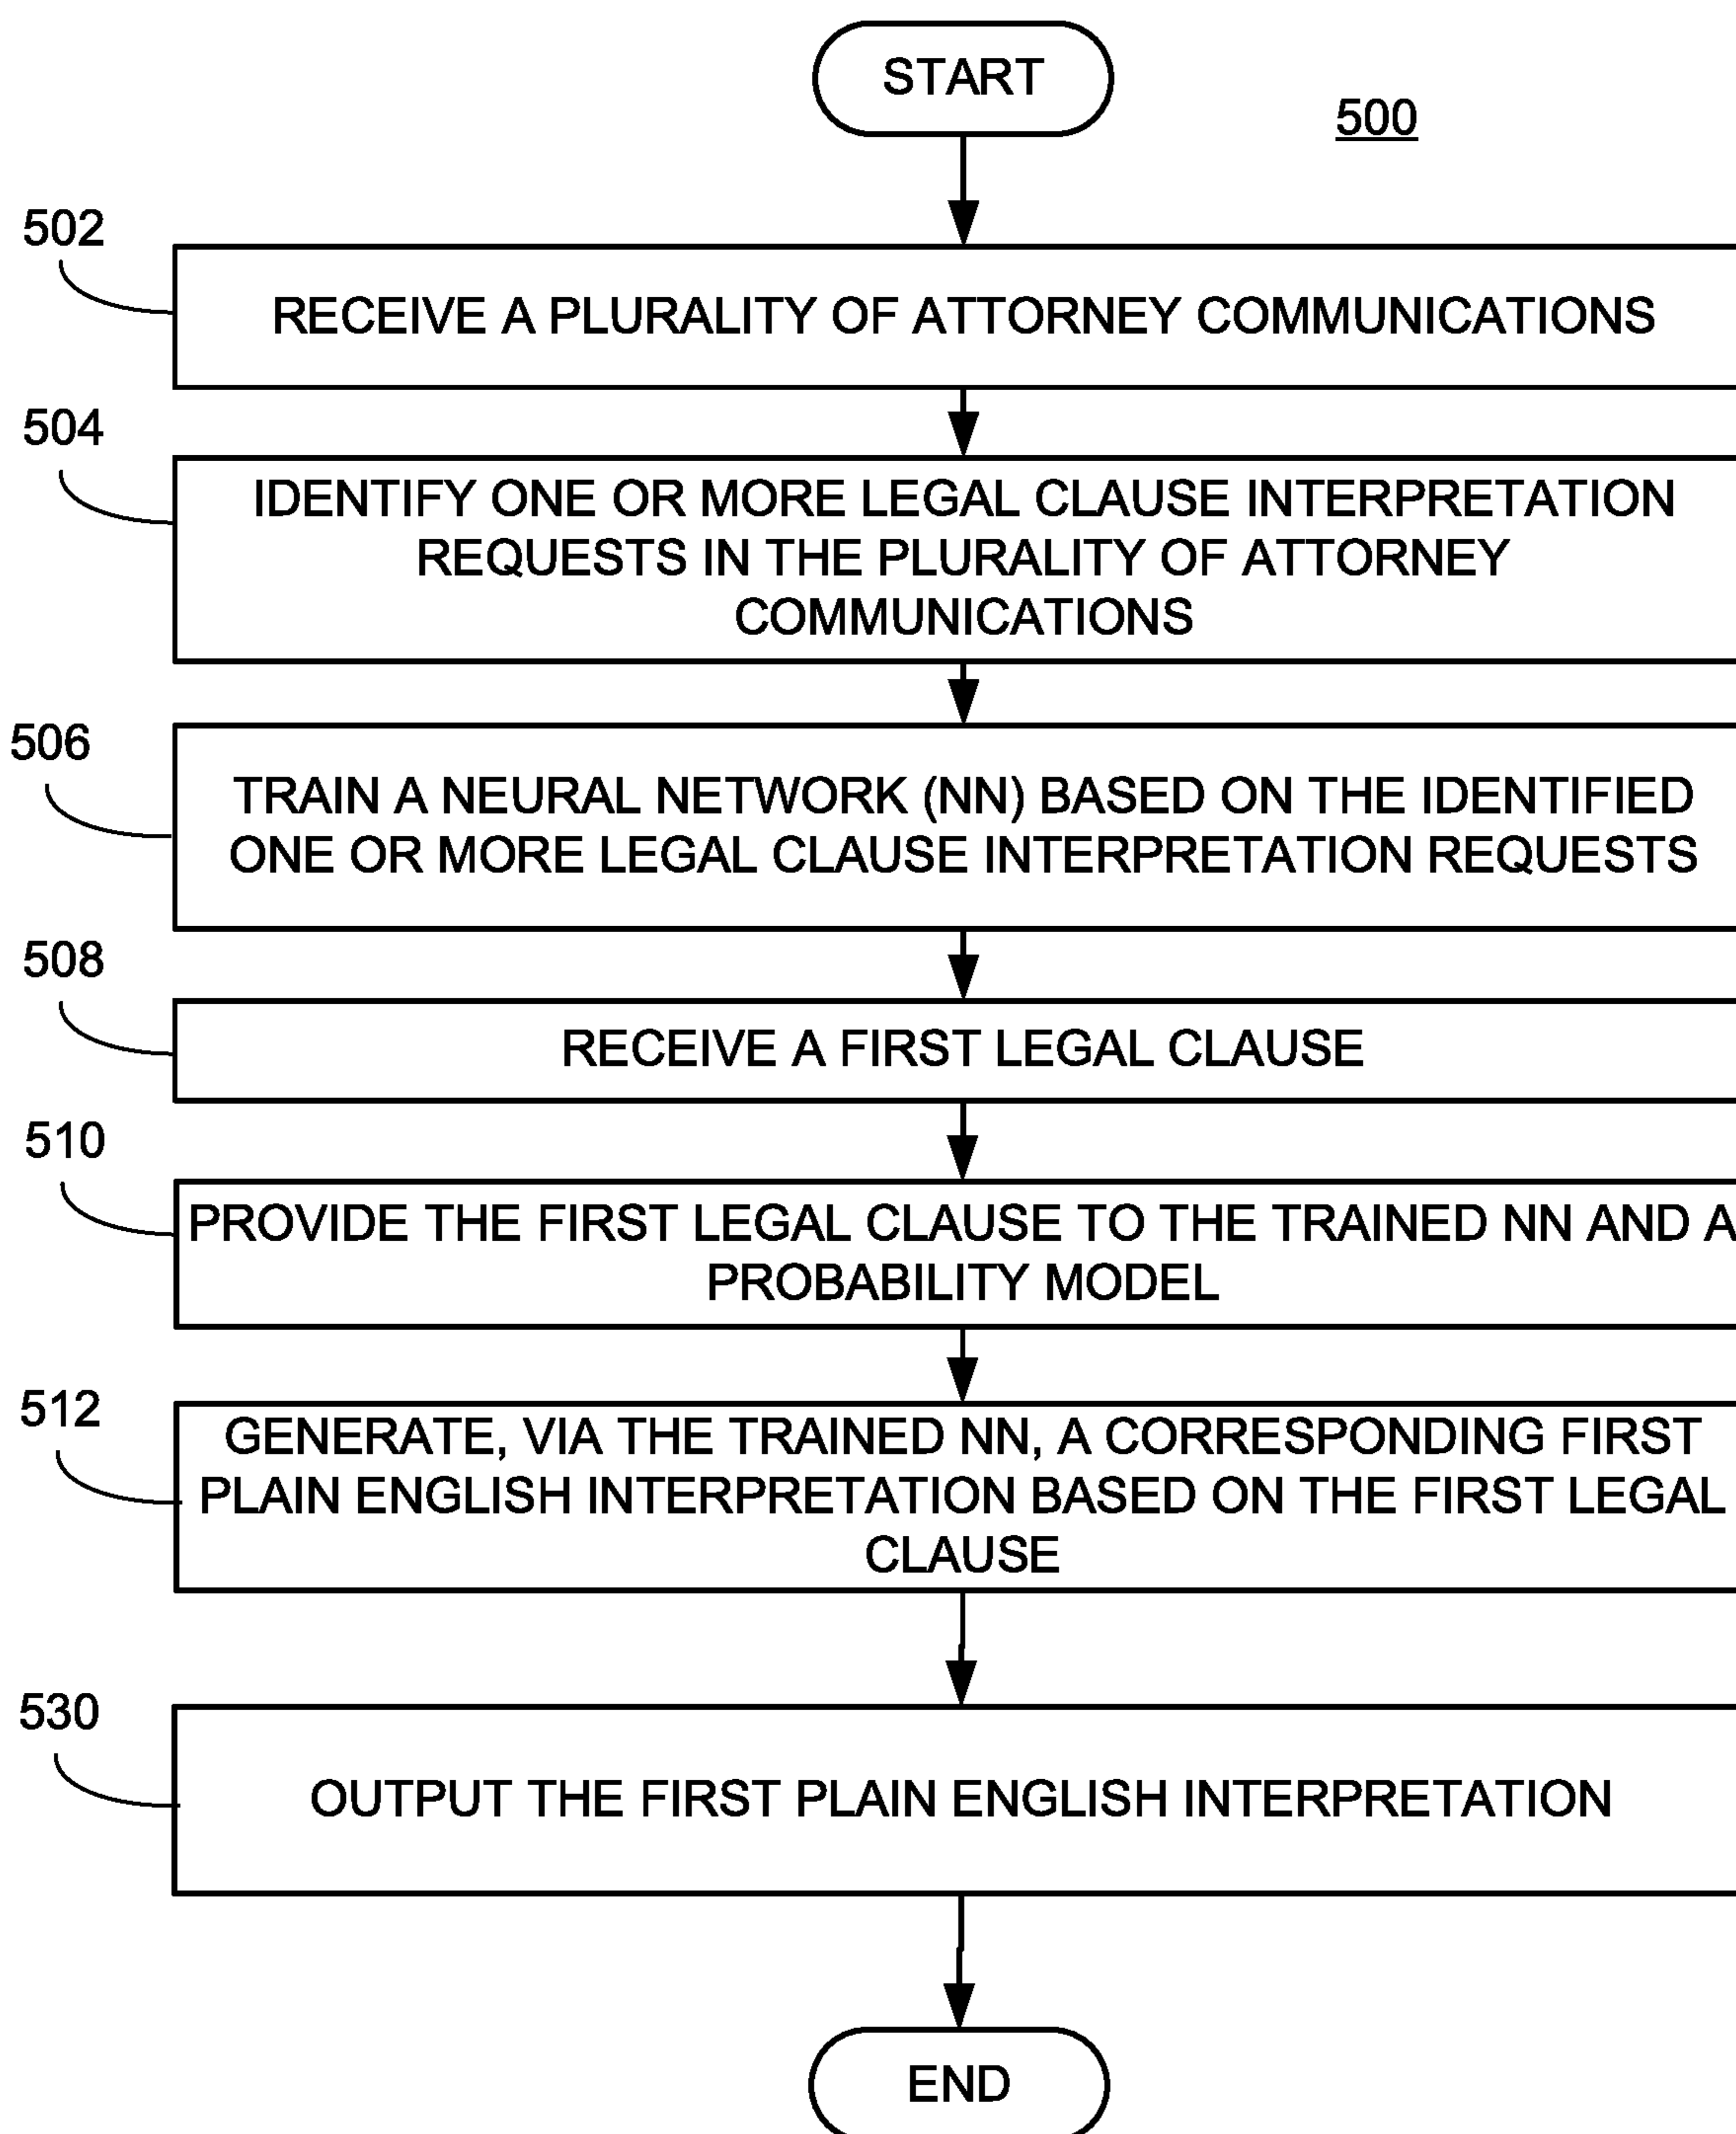 START
500
502
RECEIVE A PLURALITY OF ATTORNEY COMMUNICATIONS
504
IDENTIFY ONE OR MORE LEGAL CLAUSE INTERPRETATION
REQUESTS IN THE PLURALITY OF ATTORNEY
COMMUNICATIONS
506
TRAIN A NEURAL NETWORK (NN) BASED ON THE IDENTIFIED
ONE OR MORE LEGAL CLAUSE INTERPRETATION REQUESTS
508
RECEIVE A FIRST LEGAL CLAUSE
510
PROVIDE THE FIRST LEGAL CLAUSE TO THE TRAINED NN AND A
PROBABILITY MODEL
512
GENERATE, VIA THE TRAINED NN, A CORRESPONDING FIRST
PLAIN ENGLISH INTERPRETATION BASED ON THE FIRST LEGAL
CLAUSE
530
OUTPUT THE FIRST PLAIN ENGLISH INTERPRETATION
END